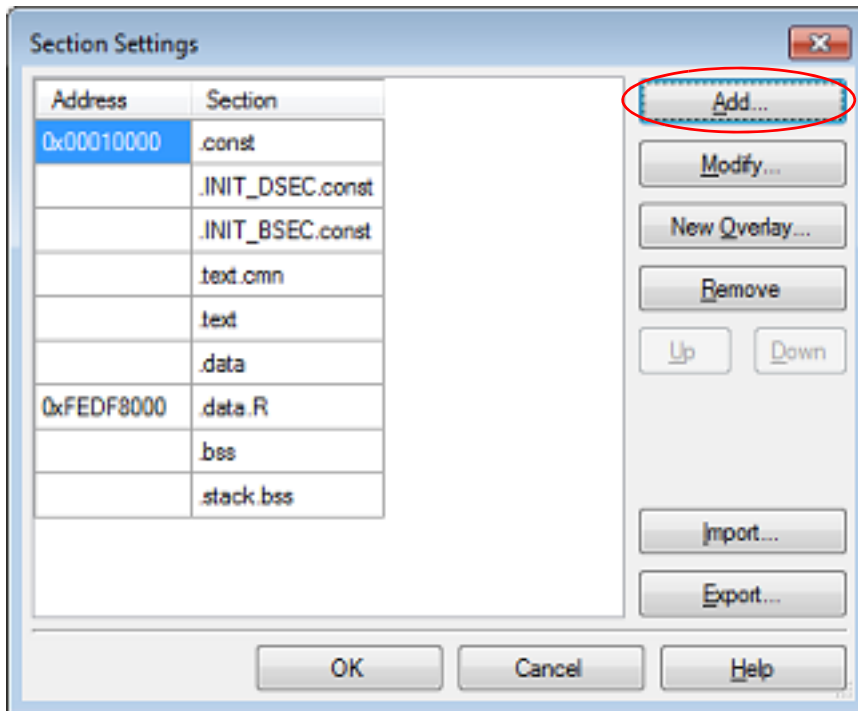 Section Settings
Address Section Add...
0x00010000 .const
.INIT_DSEC.const Modify...
.INIT_BSEC.const New Overlay...
.text.cmn Remove
.text
.data Up Down
0xFEDF8000 .data.R
.bss
.stack.bss
Import...
Export...
OK Cancel Help